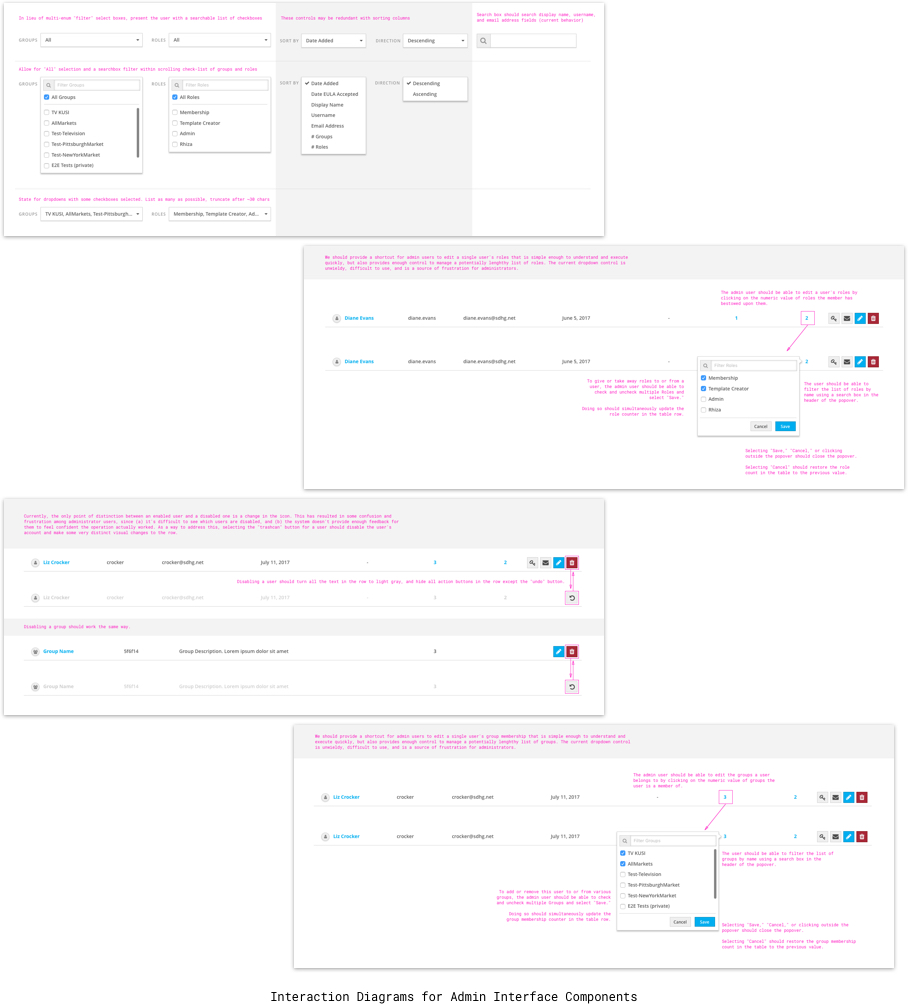 In lieu of multi-enum 'filter' select boxes, present the user with a searchable list of checkboxes
These controls may be redundant with sorting columns
Search box should search display name, username,
and email address fields (current behavior)
GROUPS All ROLES All SORT BY Date Added DIRECTION Descending
Allow for 'All' selection and a searchbox filter within scrolling check-list of groups and roles
GROUPS Filter Groups
All Groups
TV KUSI
AllMarkets
Test-Television
Test-PittsburghMarket
Test-NewYorkMarket
E2E Tests (private)
ROLES Filter Roles
All Roles
Membership
Template Creator
Admin
Rhiza
SORT BY Date Added
Date EULA Accepted
Display Name
Username
Email Address
# Groups
# Roles
DIRECTION Descending
Ascending
State for dropdowns with some checkboxes selected. List as many as possible, truncate after ~30 chars
GROUPS TV KUSI, AllMarkets, Test-Pittsburgh... ROLES Membership, Template Creator, Ad...
We should provide a shortcut for admin users to edit a single user's roles that is simple enough to understand and execute
quickly, but also provides enough control to manage a potentially lengthy list of roles. The current dropdown control is
unwieldy, difficult to use, and is a source of frustration for administrators.
The admin user should be able to edit a user's roles by
clicking on the numeric value of roles the member has
bestowed upon them.
Diane Evans diane.evans diane.evans@sdhg.net June 5, 2017 - 1 2
Diane Evans diane.evans diane.evans@sdhg.net June 5, 2017 - 2
Filter Roles
Membership
Template Creator
Admin
Rhiza
Cancel Save
To give or take away roles to or from a
user, the admin user should be able to
check and uncheck multiple Roles and
select "Save."
Doing so should simultaneously update the
role counter in the table row.
The user should be able to
filter the list of roles by
name using a search box in the
header of the popover.
Selecting "Save," "Cancel," or clicking
outside the popover should close the popover.
Selecting "Cancel" should restore the role
count in the table to the previous value.
Currently, the only point of distinction between an enabled user and a disabled one is a change in the icon. This has resulted in some confusion and
frustration among administrator users, since (a) it's difficult to see which users are disabled, and (b) the system doesn't provide enough feedback for
them to feel confident the operation actually worked. As a way to address this, selecting the "trashcan" button for a user should disable the user's
account and make some very distinct visual changes to the row.
Liz Crocker crocker crocker@sdhg.net July 11, 2017 - 3 2
Disabling a user should turn all the text in the row to light gray, and hide all action buttons in the row except the 'undo' button.
Liz Crocker crocker crocker@sdhg.net July 11, 2017 - 3 2
Disabling a group should work the same way.
Group Name 5f6f14 Group Description. Lorem ipsum dolor sit amet 3
Group Name 5f6f14 Group Description. Lorem ipsum dolor sit amet 3
We should provide a shortcut for admin users to edit a single user's group membership that is simple enough to understand and
execute quickly, but also provides enough control to manage a potentially lengthy list of groups. The current dropdown control
is unwieldy, difficult to use, and is a source of frustration for administrators.
The admin user should be able to edit the groups a user
belongs to by clicking on the numeric value of groups the
user is a member of.
Liz Crocker crocker crocker@sdhg.net July 11, 2017 - 3 2
Liz Crocker crocker crocker@sdhg.net July 11, 2017 3 2
Filter Groups
TV KUSI
AllMarkets
Test-Television
Test-PittsburghMarket
Test-NewYorkMarket
E2E Tests (private)
Cancel Save
The user should be able to filter the list of
groups by name using a search box in the
header of the popover.
To add or remove this user to or from various
groups, the admin user should be able to check
and uncheck multiple Groups and select "Save."
Doing so should simultaneously update the
group membership counter in the table row.
Selecting "Save," "Cancel," or clicking outside the
popover should close the popover.
Selecting "Cancel" should restore the group membership
count in the table to the previous value.
Interaction Diagrams for Admin Interface Components